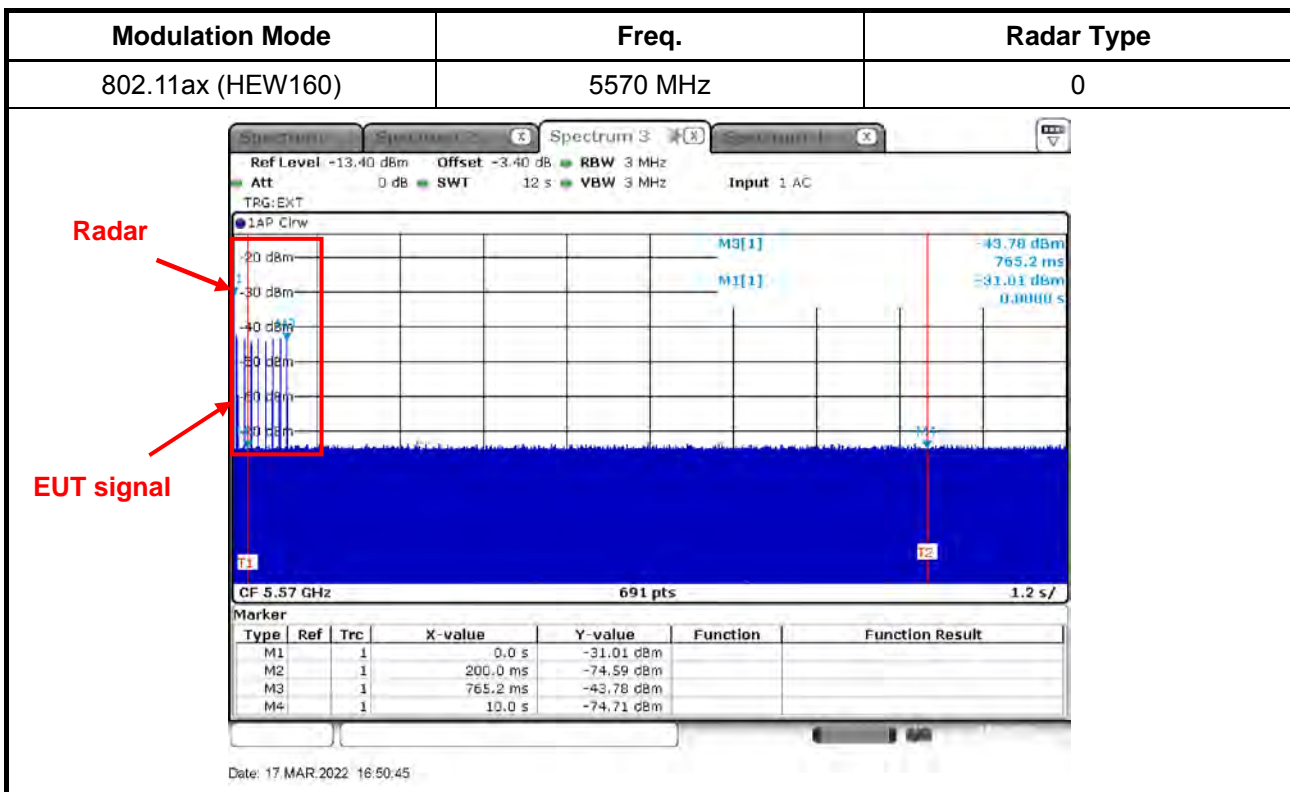 Modulation Mode Freq. Radar Type
802.11ax (HEW160) 5570 MHz 0
Spectrum 3
Ref Level -13.40 dBm Offset -3.40 dB RBW 3 MHz
Att 0 dB SWT 12 s VBW 3 MHz Input 1 AC
TRG:EXT
1AP Clrw
Radar
M3[1] -43.78 dBm
-20 dBm 765.2 ms
M1[1] -31.01 dBm
-30 dBm 0.0000 s
-40 dBm
-50 dBm
-60 dBm
EUT signal
M4
T1 T2
CF 5.57 GHz 691 pts 1.2 s/
Marker
Type Ref Trc X-value Y-value Function Function Result
M1 1 0.0 s -31.01 dBm
M2 1 200.0 ms -74.59 dBm
M3 1 765.2 ms -43.78 dBm
M4 1 10.0 s -74.71 dBm
Date: 17.MAR.2022 16:50:45